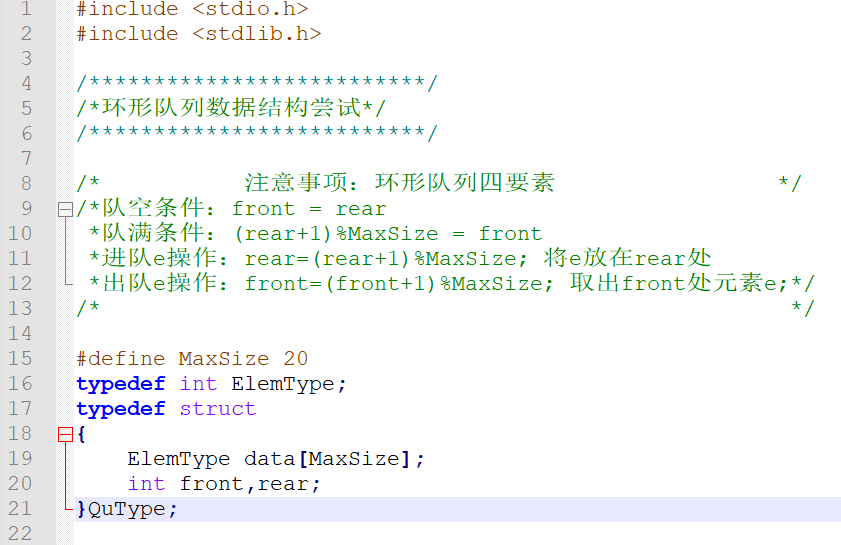 1 #include <stdio.h>
2 #include <stdlib.h>
3
4 /**************************/
5 /*环形队列数据结构尝试*/
6 /**************************/
7
8 /* 注意事项：环形队列四要素 */
9 /*队空条件：front = rear
10 *队满条件：(rear+1)%MaxSize = front
11 *进队e操作：rear=(rear+1)%MaxSize; 将e放在rear处
12 *出队e操作：front=(front+1)%MaxSize; 取出front处元素e;*/
13 /* */
14
15 #define MaxSize 20
16 typedef int ElemType;
17 typedef struct
18 {
19 ElemType data[MaxSize];
20 int front,rear;
21 }QuType;
22